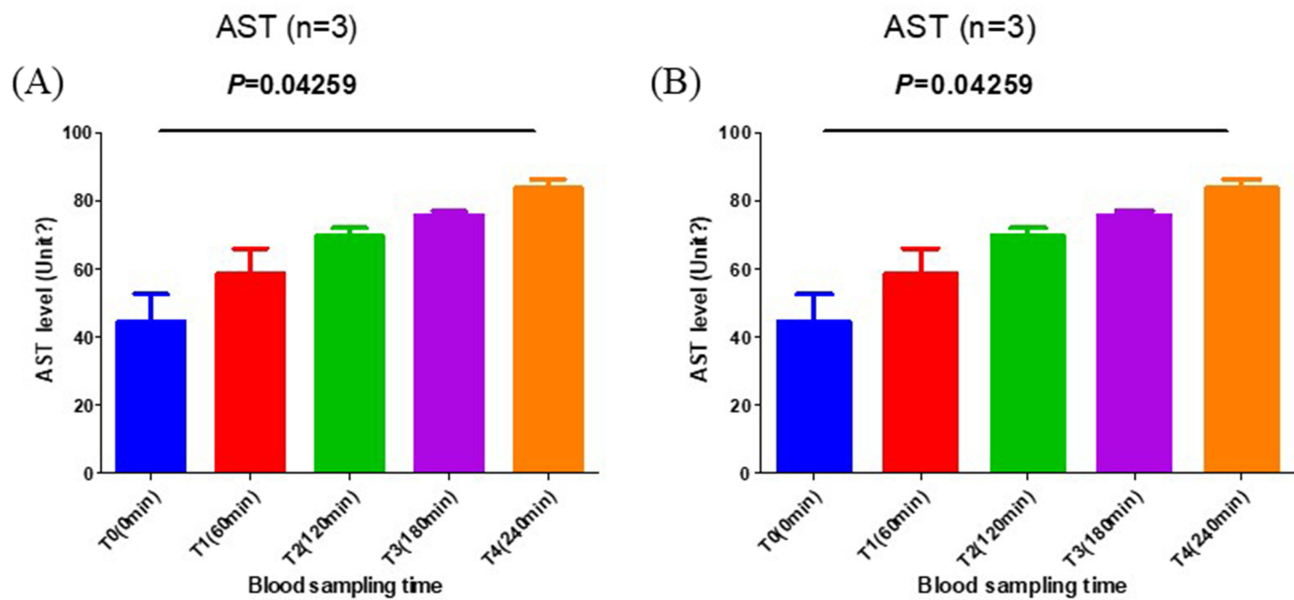 AST (n=3)
(A)
P=0.04259
AST level (Unit?)
100
80
60
40
20
0
T0(0min)
T1(60min)
T2(120min)
T3(180min)
T4(240min)
Blood sampling time
AST (n=3)
(B)
P=0.04259
AST level (Unit?)
100
80
60
40
20
0
T0(0min)
T1(60min)
T2(120min)
T3(180min)
T4(240min)
Blood sampling time